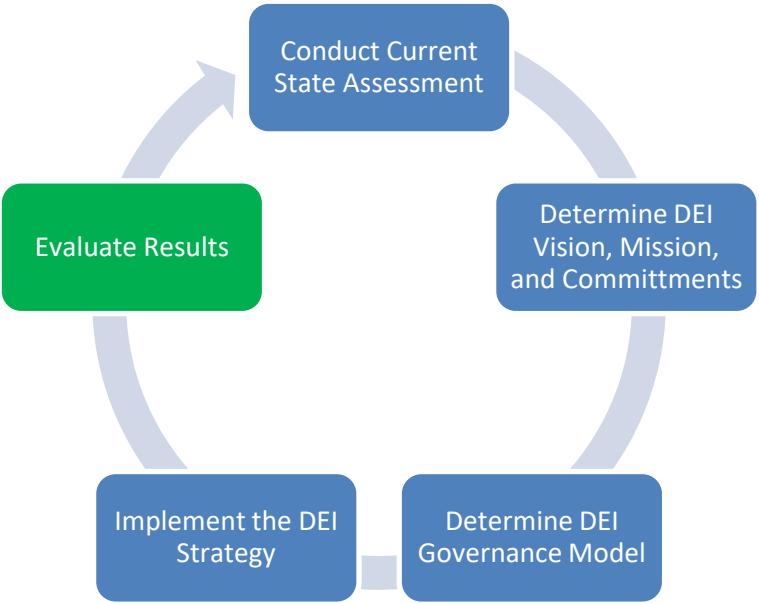 Conduct Current
State Assessment
Determine DEI
Vision, Mission,
and Committments
Determine DEI
Governance Model
Implement the DEI
Strategy
Evaluate Results